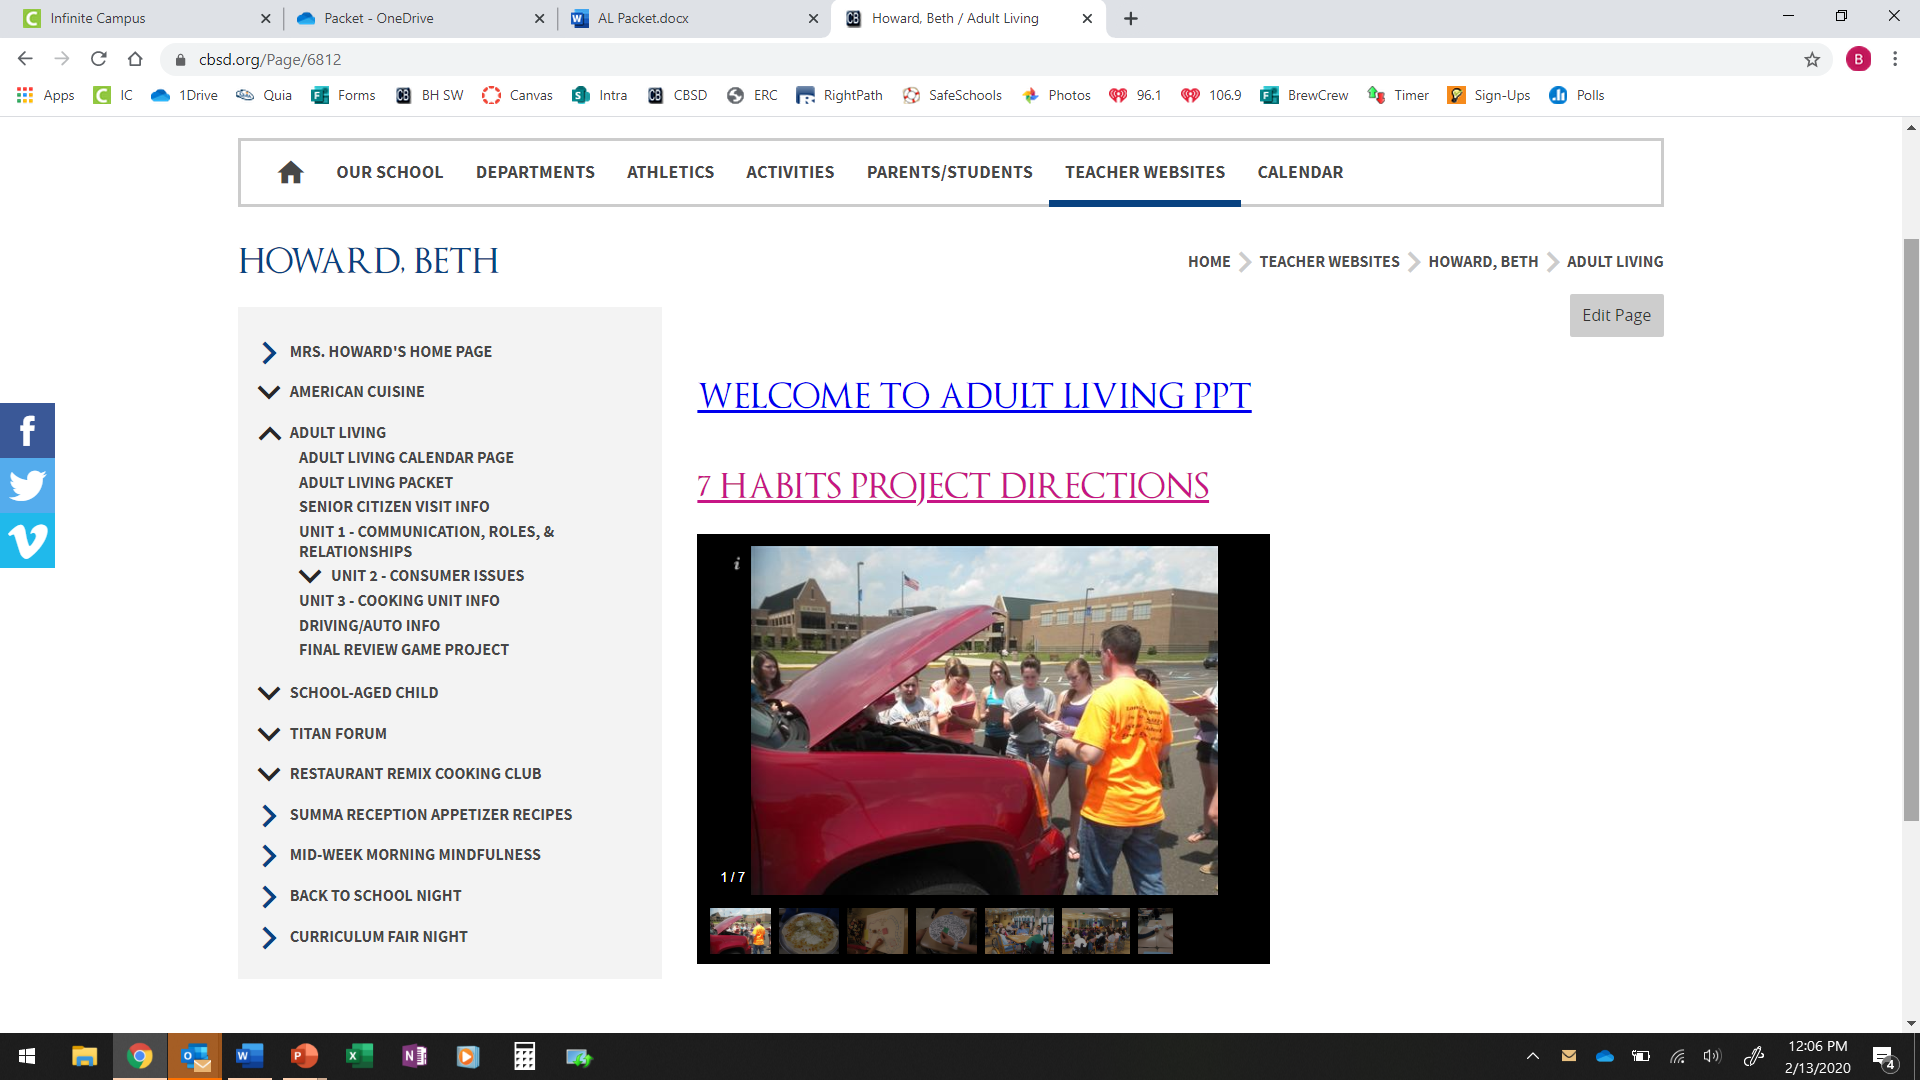 Infinite Campus
Packet - OneDrive
AL Packet.docx
Howard, Beth / Adult Living
cbsd.org/Page/6812
B
Apps
IC
1Drive
Quia
Forms
BH SW
Canvas
Intra
CBSD
ERC
RightPath
SafeSchools
Photos
96.1
106.9
BrewCrew
Timer
Sign-Ups
Polls
OUR SCHOOL
DEPARTMENTS
ATHLETICS
ACTIVITIES
PARENTS/STUDENTS
TEACHER WEBSITES
CALENDAR
HOWARD, BETH
HOME
TEACHER WEBSITES
HOWARD, BETH
ADULT LIVING
Edit Page
MRS. HOWARD'S HOME PAGE
AMERICAN CUISINE
ADULT LIVING
ADULT LIVING CALENDAR PAGE
ADULT LIVING PACKET
SENIOR CITIZEN VISIT INFO
UNIT 1 - COMMUNICATION, ROLES, &
RELATIONSHIPS
UNIT 2 - CONSUMER ISSUES
UNIT 3 - COOKING UNIT INFO
DRIVING/AUTO INFO
FINAL REVIEW GAME PROJECT
SCHOOL-AGED CHILD
TITAN FORUM
RESTAURANT REMIX COOKING CLUB
SUMMA RECEPTION APPETIZER RECIPES
MID-WEEK MORNING MINDFULNESS
BACK TO SCHOOL NIGHT
CURRICULUM FAIR NIGHT
WELCOME TO ADULT LIVING PPT
7 HABITS PROJECT DIRECTIONS
i
1 / 7
12:06 PM
2/13/2020
4